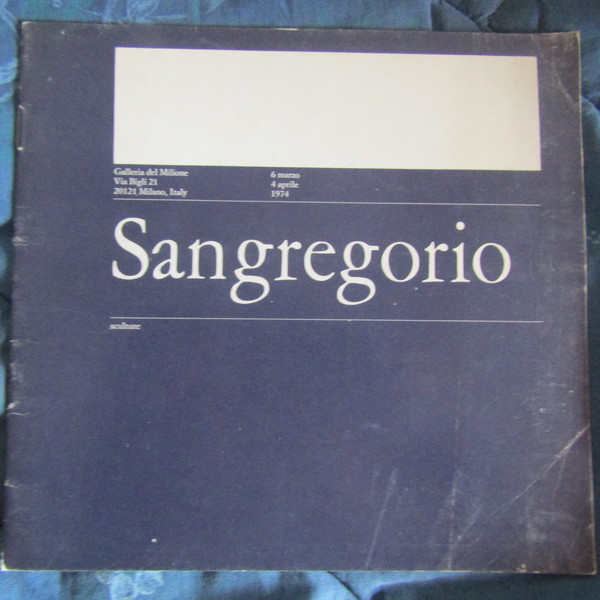 Galleria del Milione
Via Bigli 21
20121 Milano, Italy
6 marzo
4 aprile
1974
Sangregorio
sculture